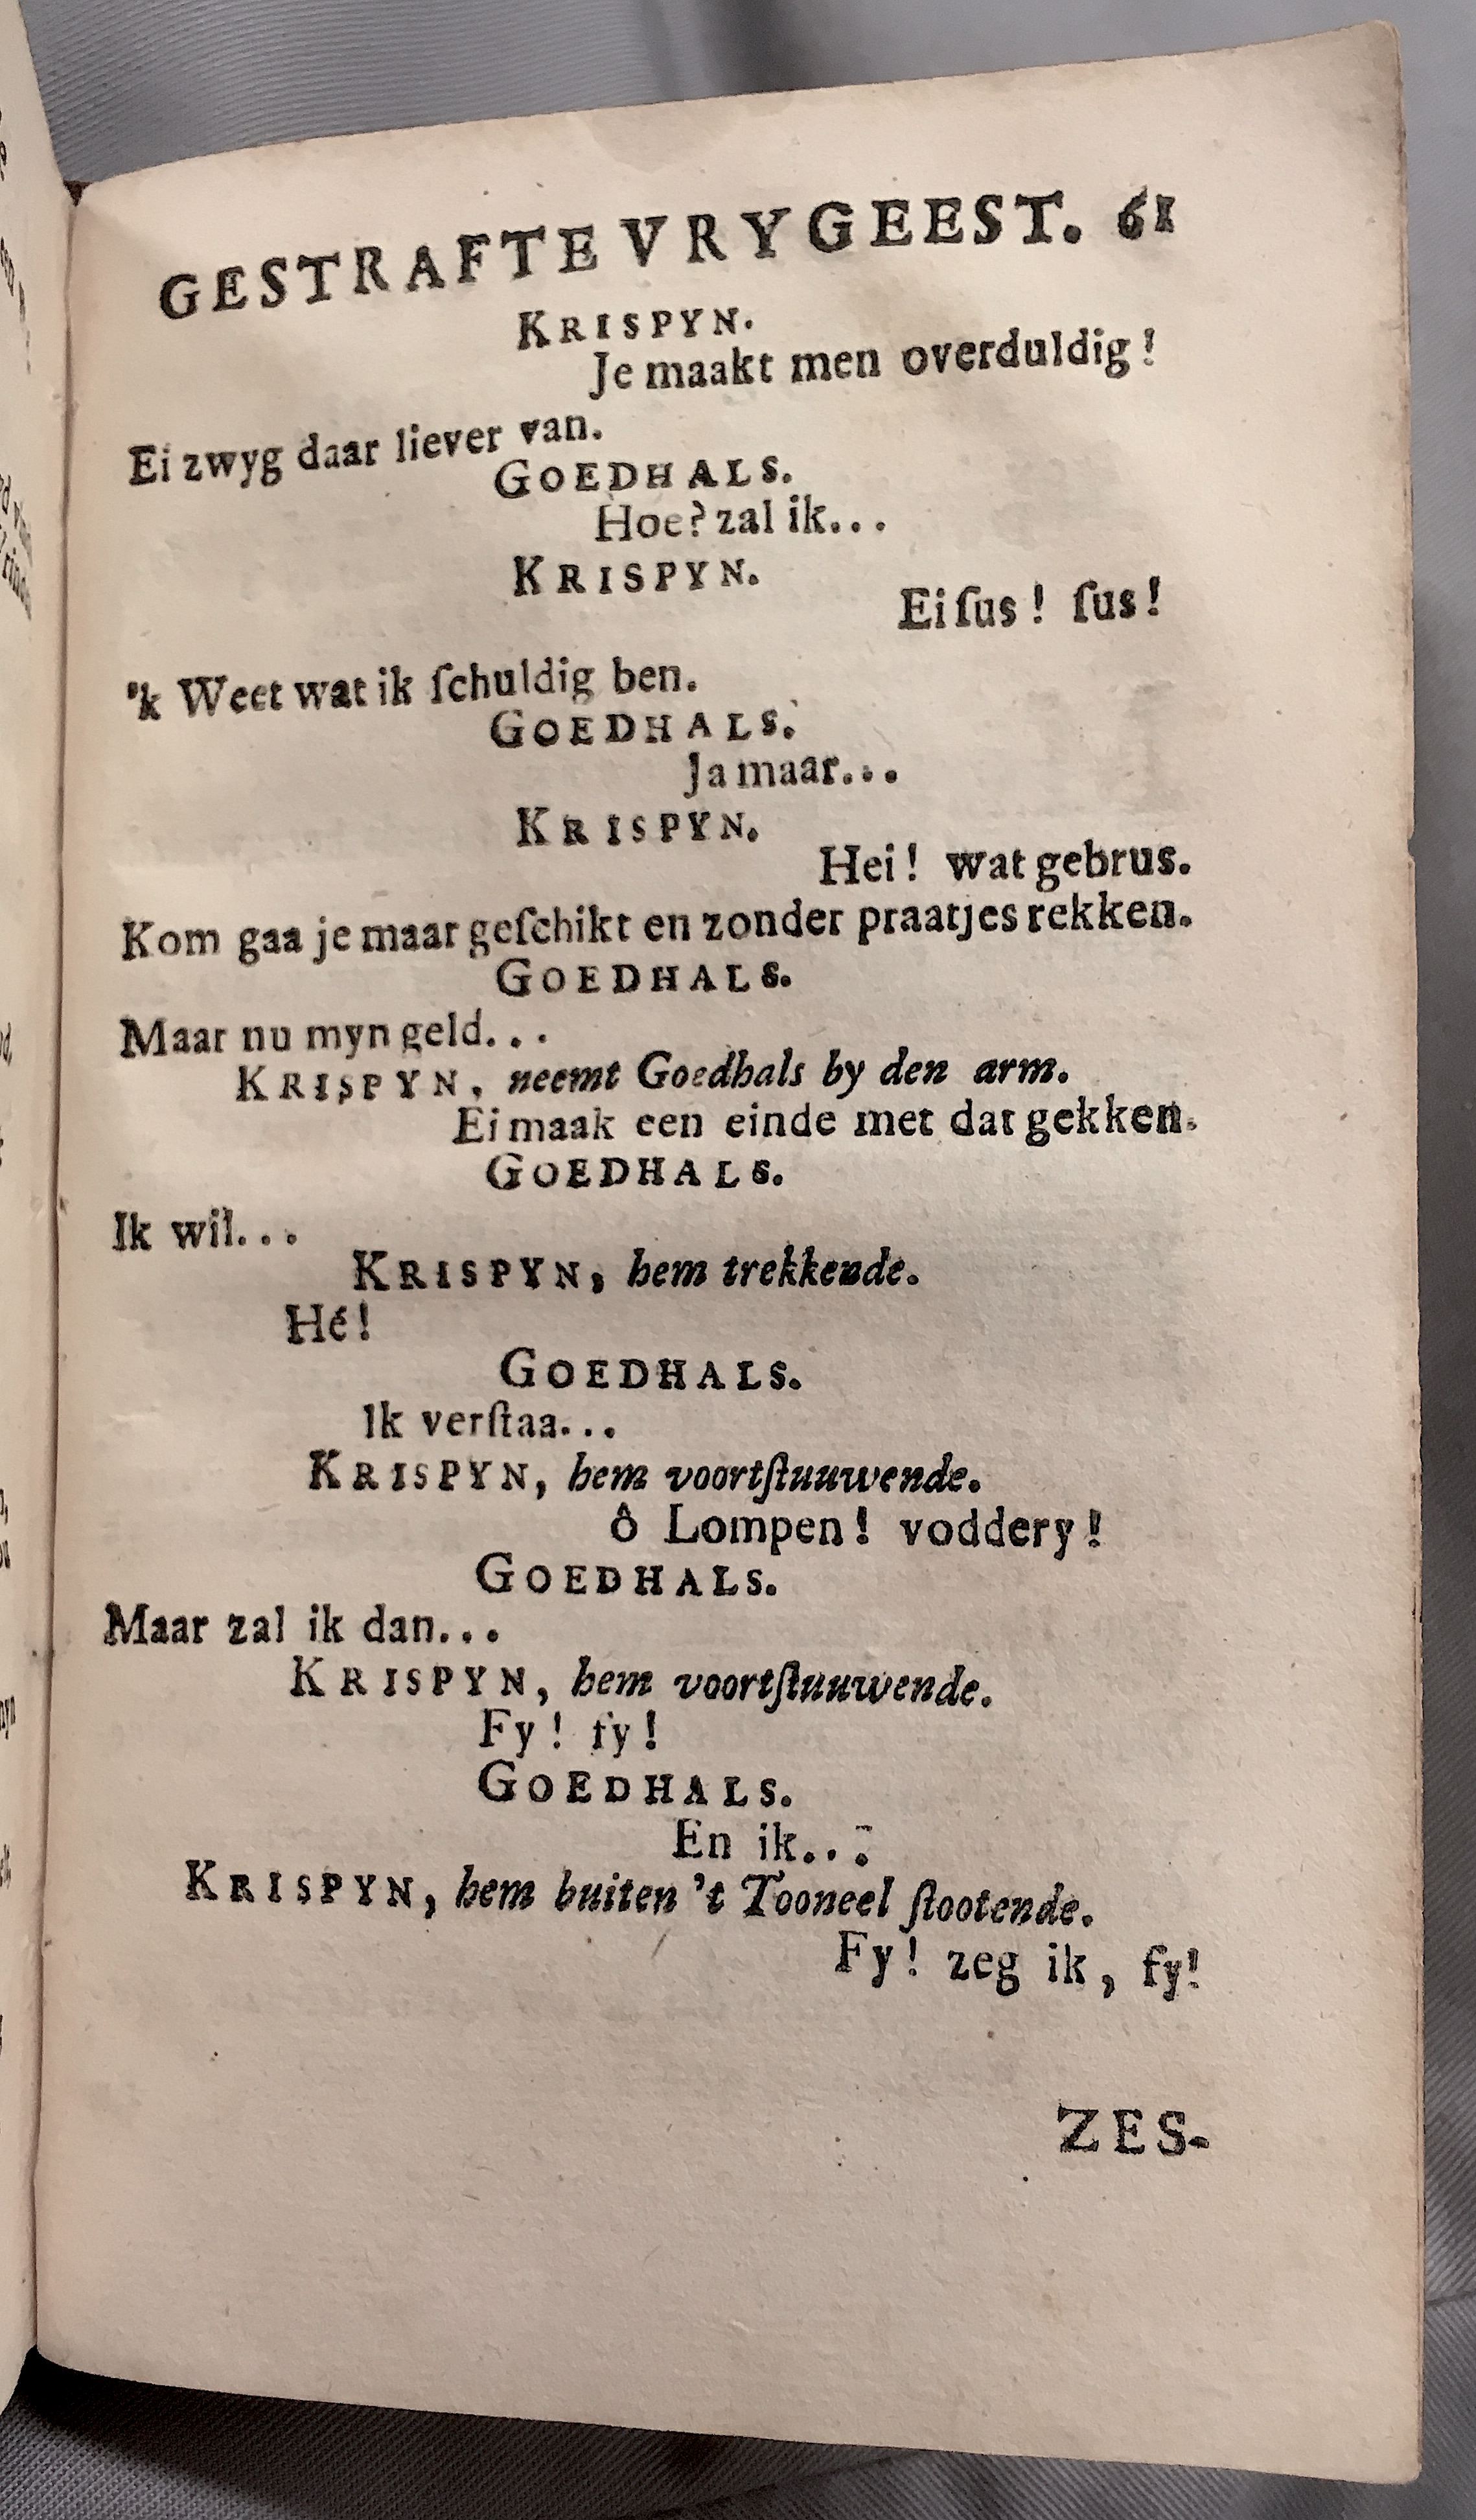 GESTRAFTE VRYGEEST. 61
KRISPYN.
Je maakt men overduldig!
Ei zwyg daar liever van.
GOEDHALS.
Hoe? zal ik...
KRISPYN.
Ei ſus! ſus!
'k Weet wat ik ſchuldig ben.
GOEDHALS.
Ja maar...
KRISPYN.
Hei! wat gebrus.
Kom gaa je maar geſchikt en zonder praatjes rekken.
GOEDHALS.
Maar nu myn geld...
KRISPYN, neemt Goedhals by den arm.
Ei maak een einde met dat gekken.
GOEDHALS.
Ik wil...
KRISPYN, hem trekkende.
Hé!
GOEDHALS.
Ik verſtaa...
KRISPYN, hem voortſtuuwende.
ô Lompen! voddery!
GOEDHALS.
Maar zal ik dan...
KRISPYN, hem voortſtuuwende.
Fy! fy!
GOEDHALS.
En ik...
KRISPYN, hem buiten 't Tooneel ſtootende.
Fy! zeg ik, fy!
ZES-